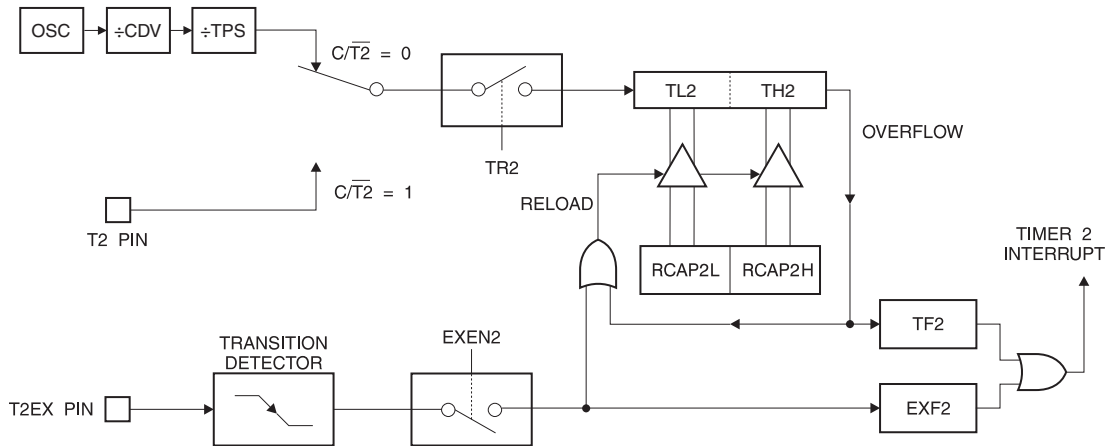 OSC
÷CDV
÷TPS
C/T2̅ = 0
TL2
TH2
OVERFLOW
TR2
C/T2̅ = 1
RELOAD
T2 PIN
RCAP2L
RCAP2H
TIMER 2
INTERRUPT
TF2
TRANSITION
DETECTOR
EXEN2
T2EX PIN
EXF2